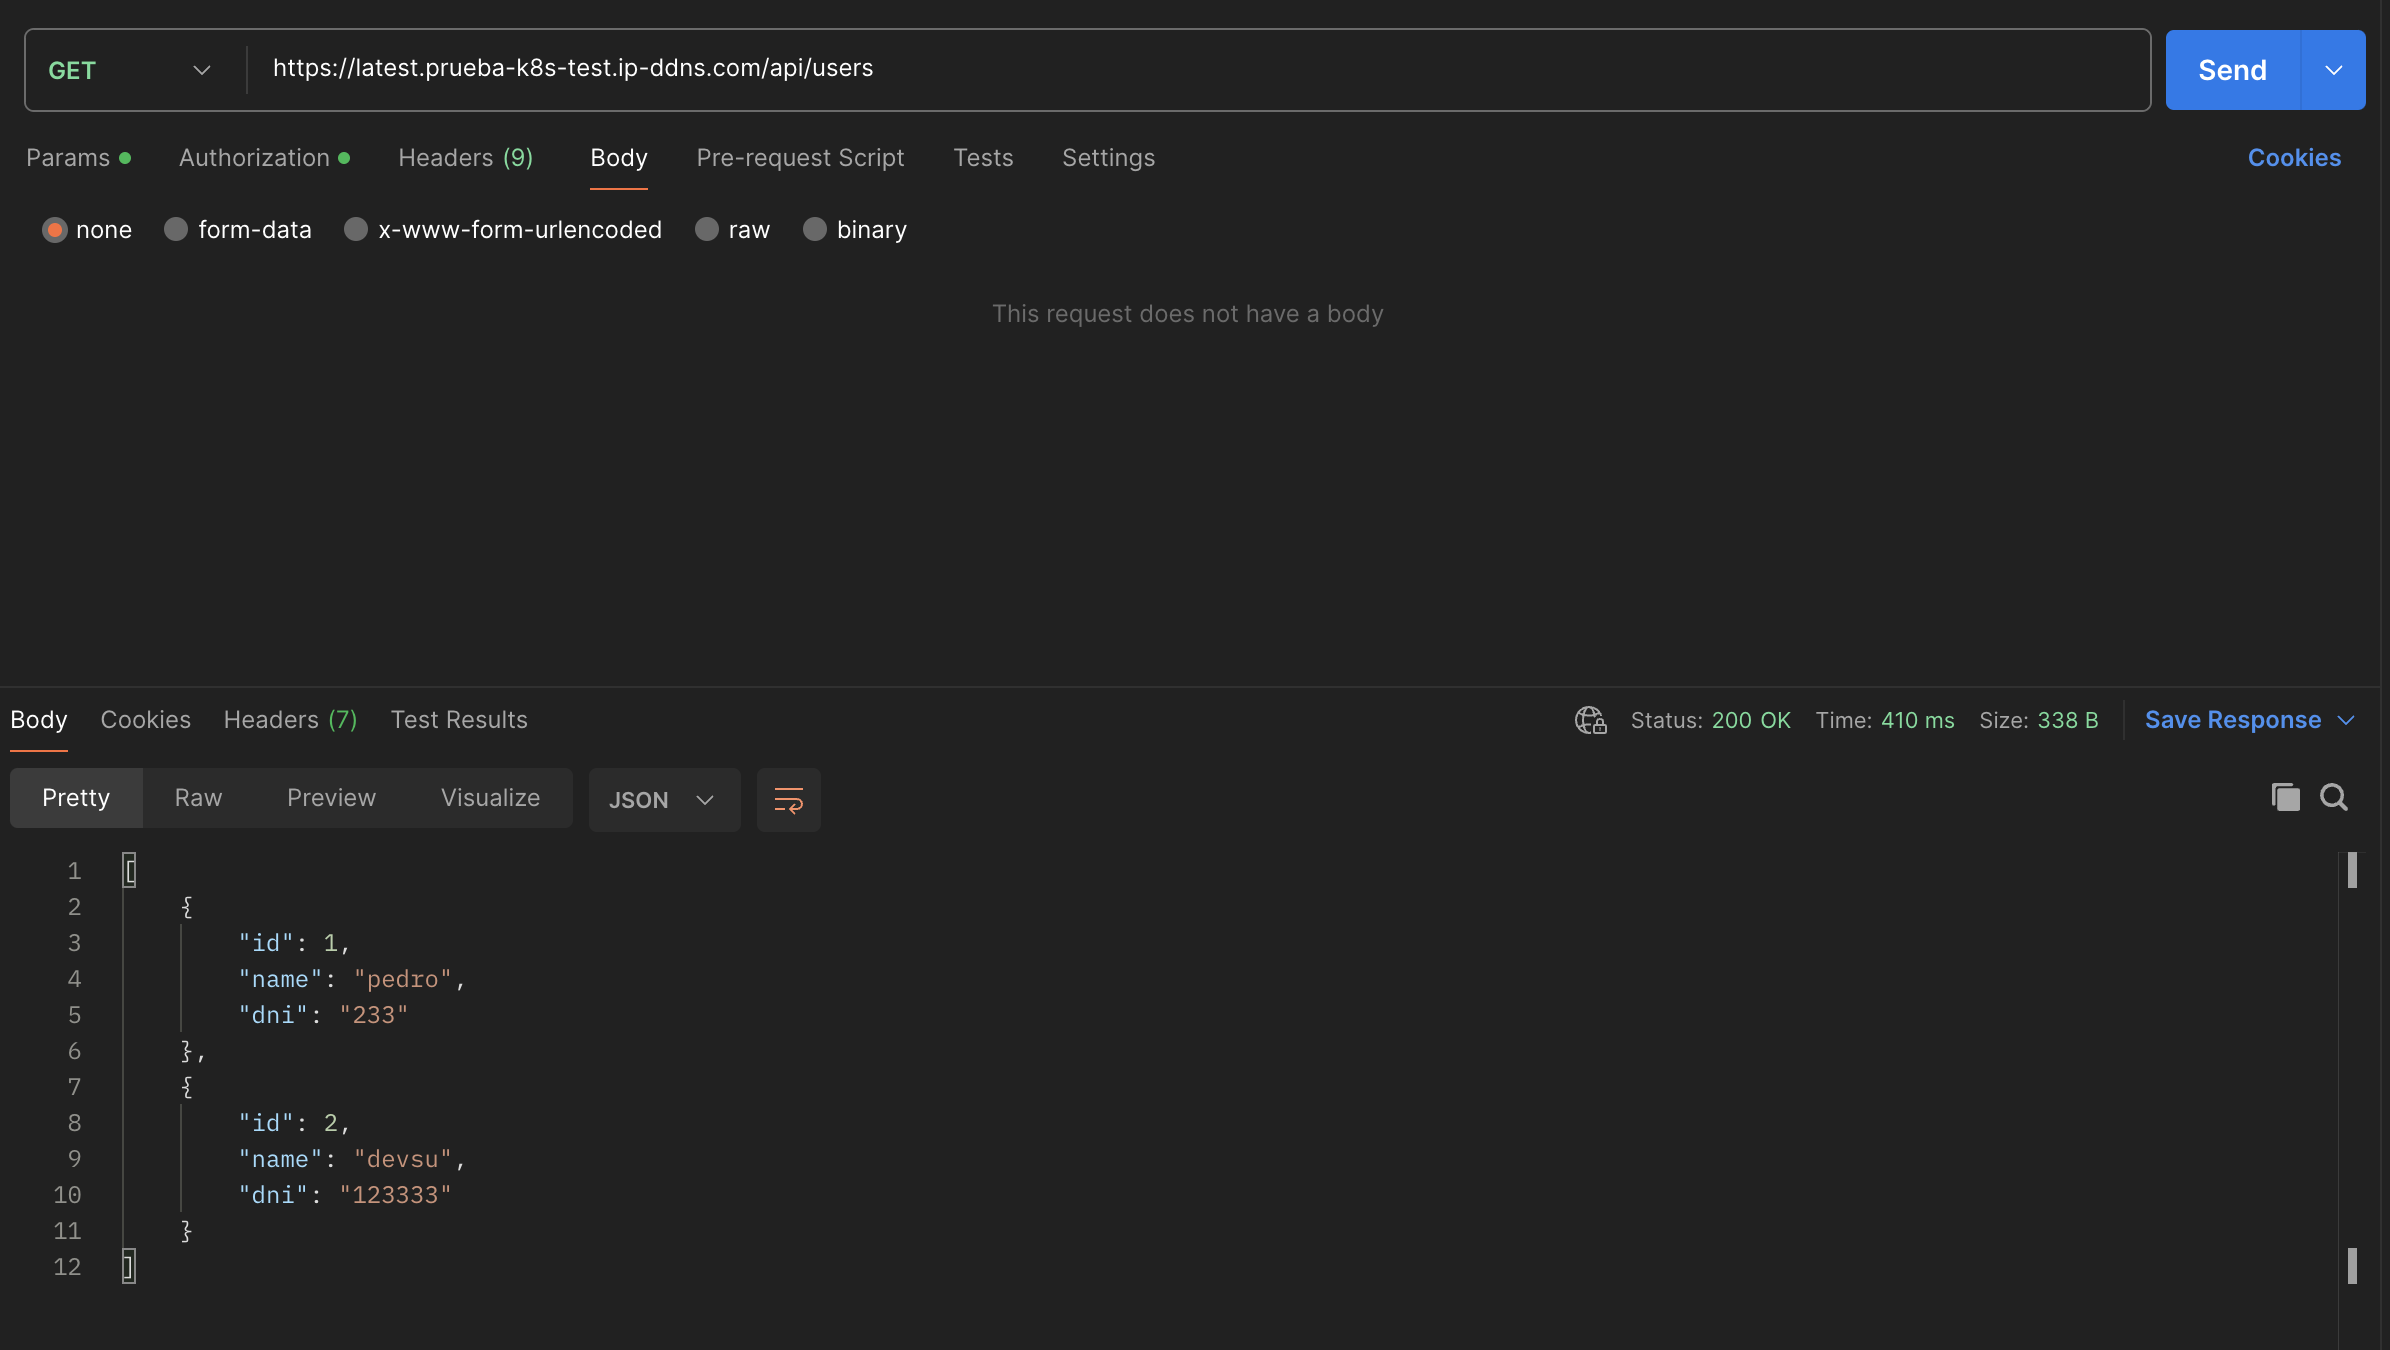 GET https://latest.prueba-k8s-test.ip-ddns.com/api/users Send
Params Authorization Headers (9) Body Pre-request Script Tests Settings Cookies
none form-data x-www-form-urlencoded raw binary
This request does not have a body
Body Cookies Headers (7) Test Results Status: 200 OK Time: 410 ms Size: 338 B Save Response
Pretty Raw Preview Visualize JSON
1 [
2 {
3 "id": 1,
4 "name": "pedro",
5 "dni": "233"
6 },
7 {
8 "id": 2,
9 "name": "devsu",
10 "dni": "123333"
11 }
12 ]